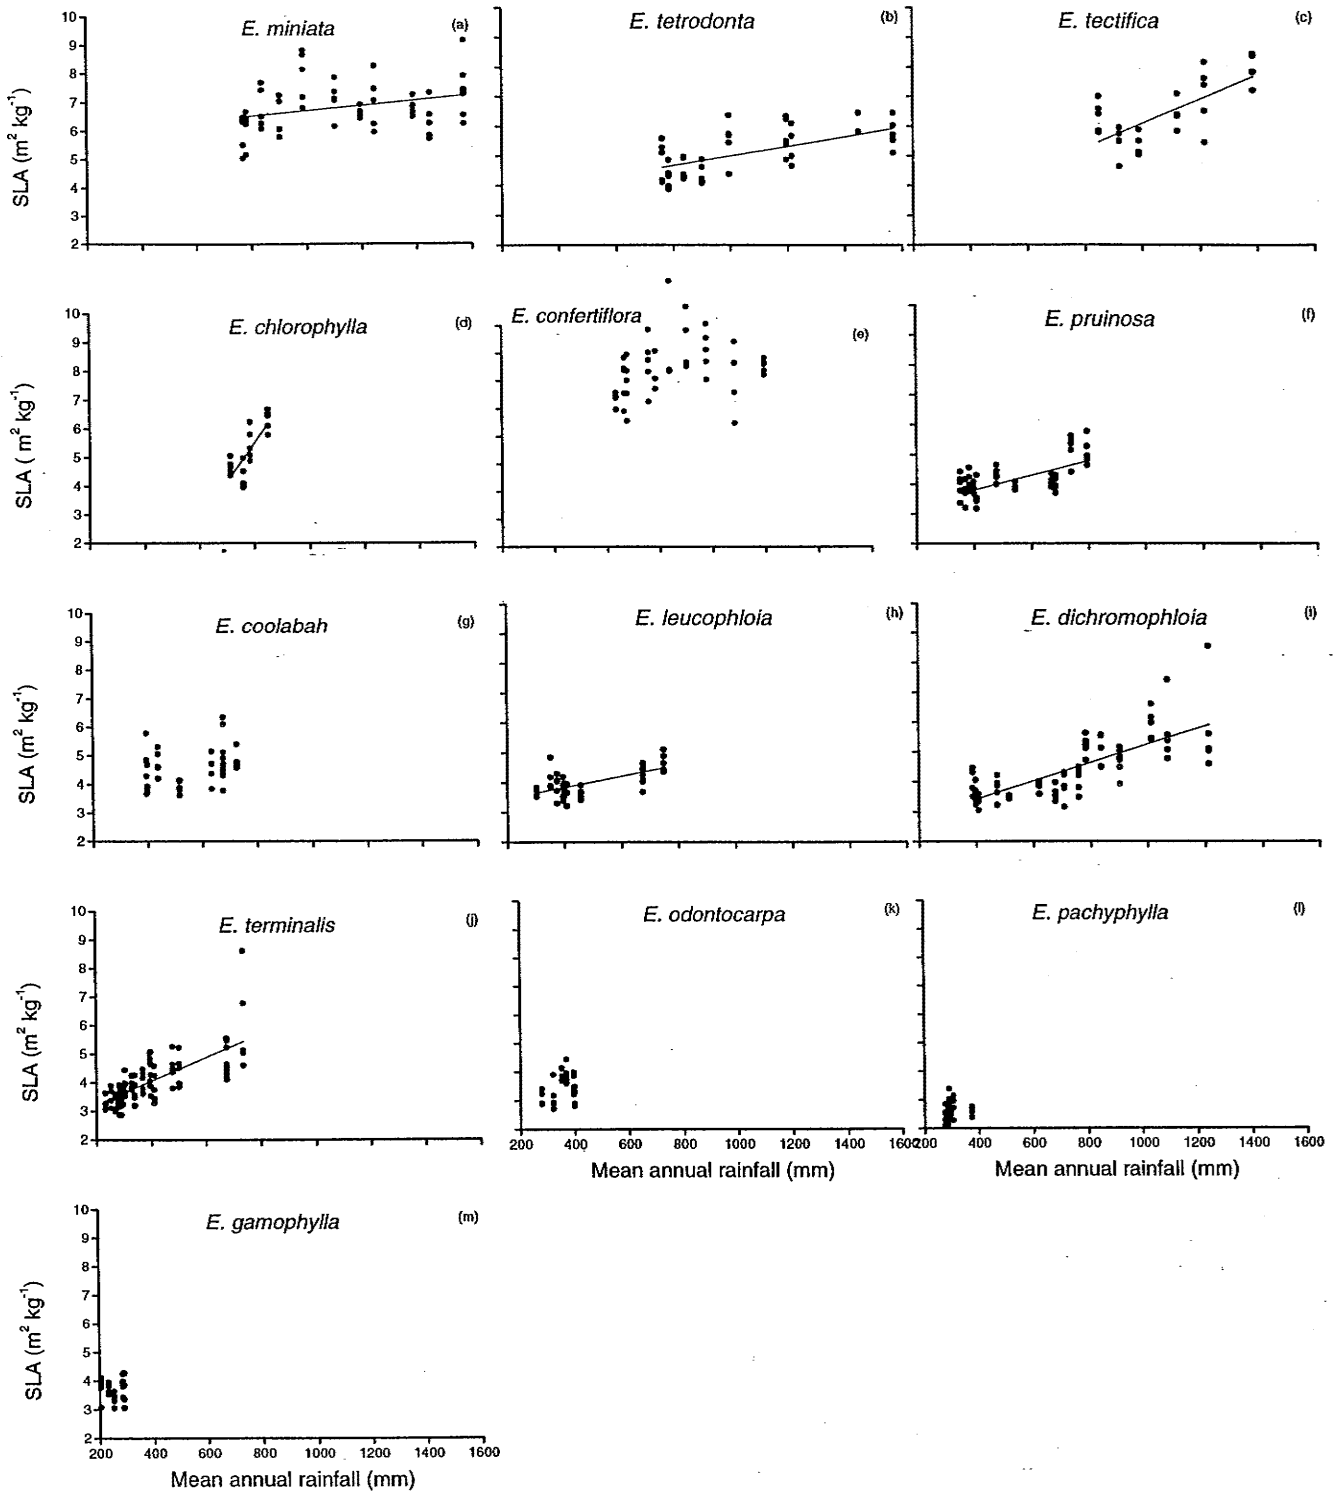 E. miniata (a)
E. tetrodonta (b)
E. tectifica (c)
10
9
8
7
6
5
4
3
2
SLA (m² kg⁻¹)
E. chlorophylla (d)
E. confertiflora (e)
E. pruinosa (f)
10
9
8
7
6
5
4
3
2
SLA ( m² kg⁻¹)
E. coolabah (g)
E. leucophloia (h)
E. dichromophloia (i)
10
9
8
7
6
5
4
3
2
SLA (m² kg⁻¹)
E. terminalis (j)
E. odontocarpa (k)
E. pachyphylla (l)
10
9
8
7
6
5
4
3
2
SLA (m² kg⁻¹)
200 400 600 800 1000 1200 1400 1600
Mean annual rainfall (mm)
200 400 600 800 1000 1200 1400 1600
Mean annual rainfall (mm)
E. gamophylla (m)
10
9
8
7
6
5
4
3
2
SLA (m² kg⁻¹)
200 400 600 800 1000 1200 1400 1600
Mean annual rainfall (mm)